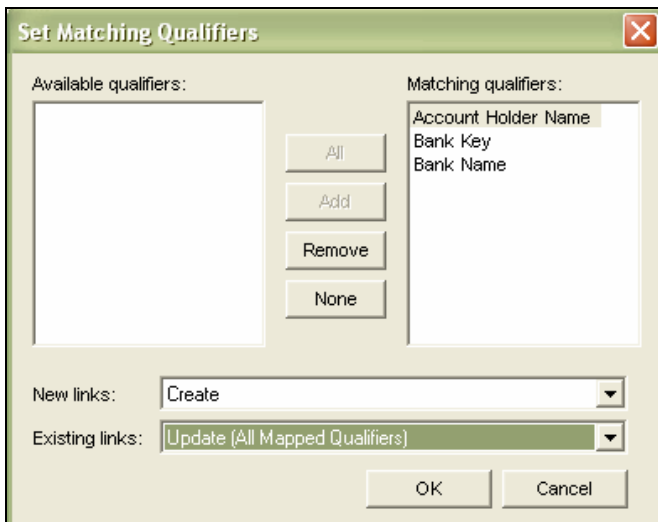 Set Matching Qualifiers
Available qualifiers:
Matching qualifiers:
Account Holder Name
Bank Key
Bank Name
All
Add
Remove
None
New links: Create
Existing links: Update (All Mapped Qualifiers)
OK Cancel